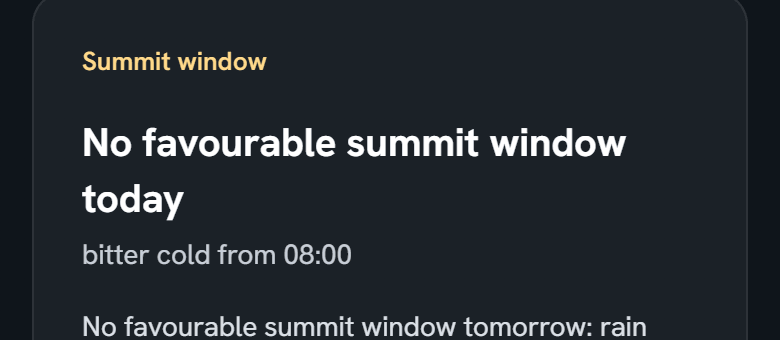 Summit window
No favourable summit window
today
bitter cold from 08:00
No favourable summit window tomorrow: rain